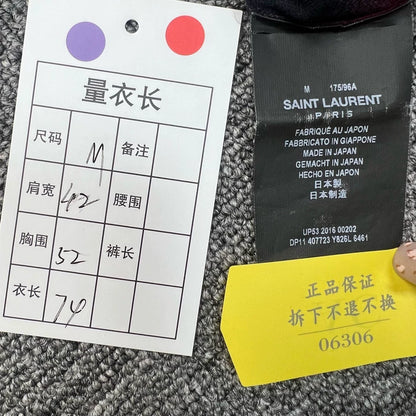 量衣长
尺码 M 备注
肩宽 42 腰围
胸围 52 裤长
衣长 74
M 175/96A
SAINT LAURENT
PARIS
FABRIQUÉ AU JAPON
FABBRICATO IN GIAPPONE
MADE IN JAPAN
GEMACHT IN JAPAN
HECHO EN JAPON
日本製
日本制造
UP53 2016 00202
DP11 407723 Y826L 6461
正品保证
拆下不退不换
06306